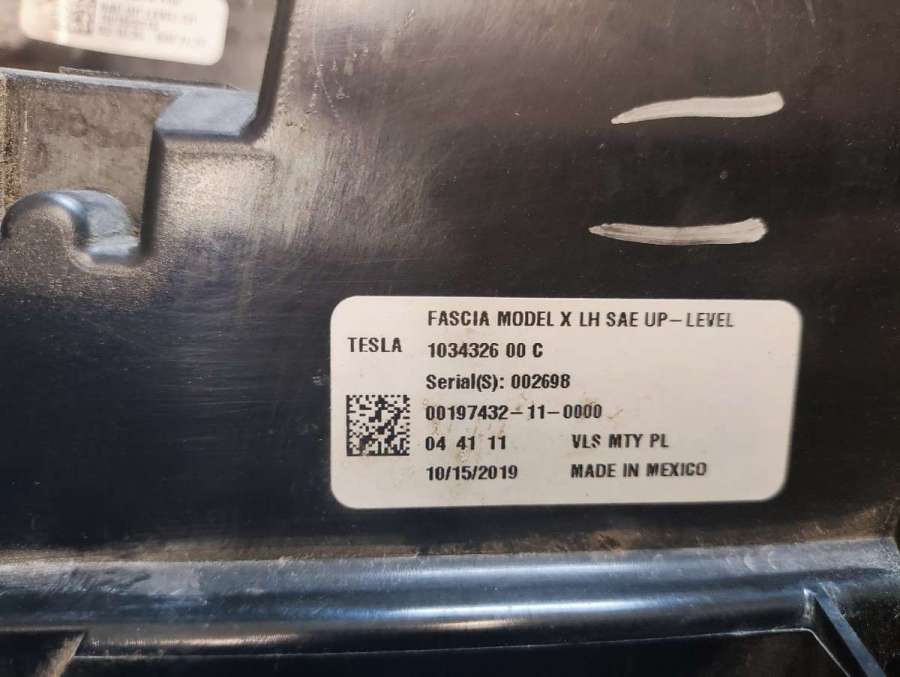 FASCIA MODEL X LH SAE UP-LEVEL
TESLA 1034326 00 C
Serial(S): 002698
00197432-11-0000
04 41 11 VLS MTY PL
10/15/2019 MADE IN MEXICO